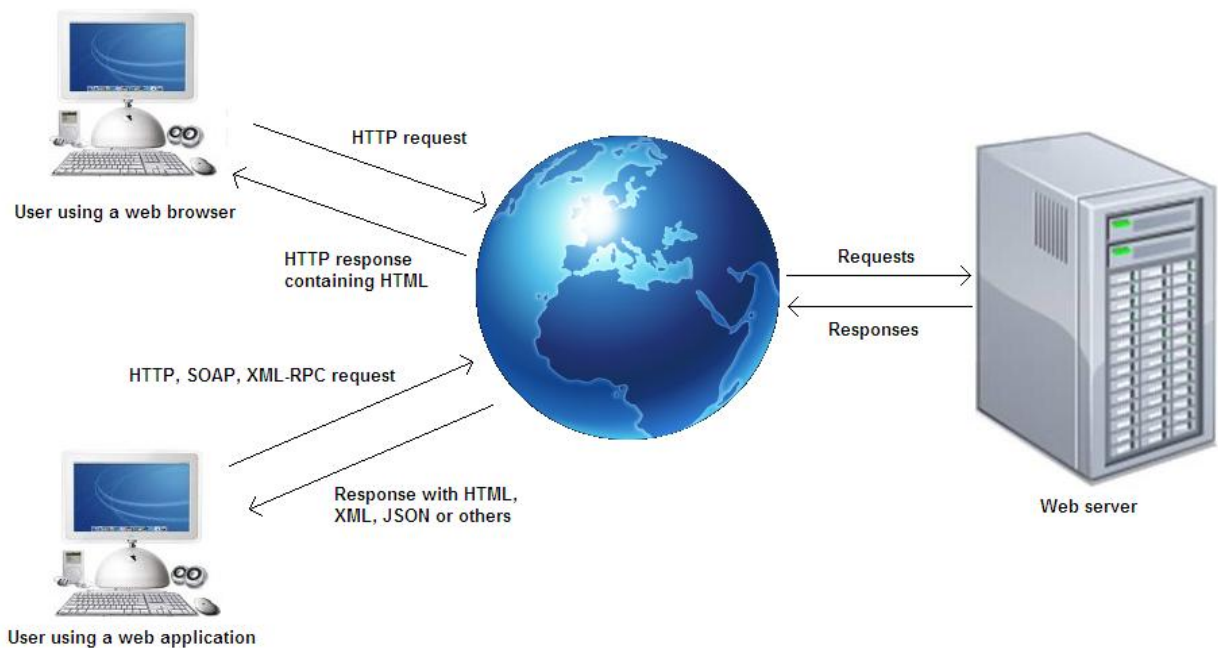 HTTP request
User using a web browser
HTTP response
containing HTML
Requests
Responses
HTTP, SOAP, XML-RPC request
Response with HTML,
XML, JSON or others
Web server
User using a web application